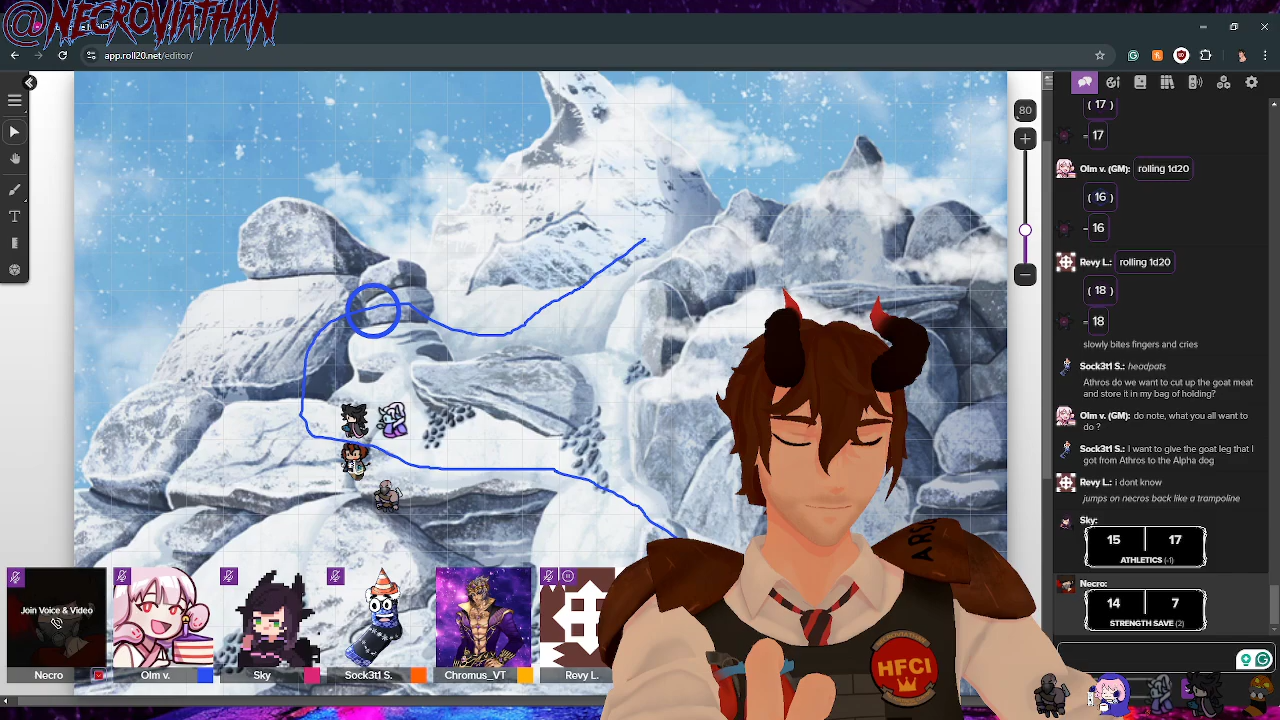 @NECROVIATHAN
app.roll20.net/editor/
80
( 17 )
= 17
Olm v. (GM): rolling 1d20
( 16 )
= 16
Revy L.: rolling 1d20
( 18 )
= 18
slowly bites fingers and cries
Sock3t1 S.: headpats
Athros do we want to cut up the goat meat
and store it in my bag of holding?
Olm v. (GM): do note, what you all want to
do ?
Sock3t1 S.: I want to give the goat leg that I
got from Athros to the Alpha dog
Revy L.: i dont know
jumps on necros back like a trampoline
Sky:
15 17
ATHLETICS (-1)
Necro:
14 7
STRENGTH SAVE (2)
Join Voice & Video
Necro
Olm v.
Sky
Sock3t1 S.
Chromus_VT
Revy L.
ARS
HFCI